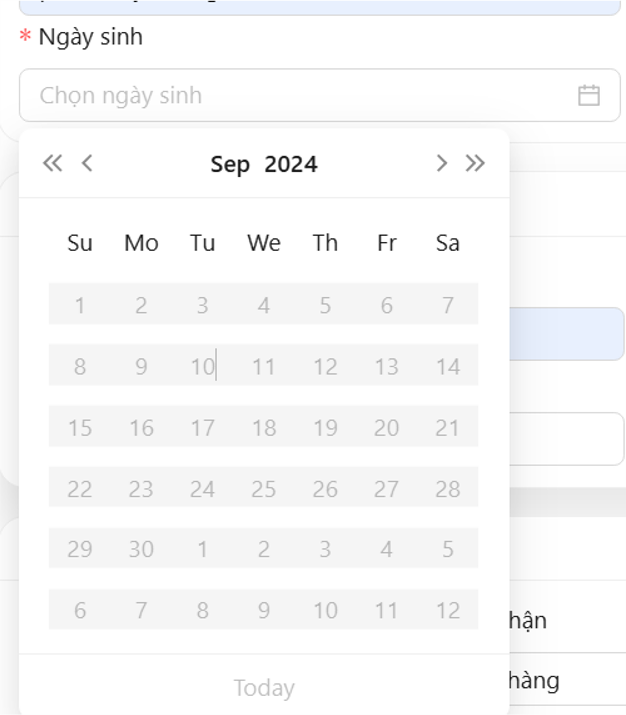 * Ngày sinh
Chọn ngày sinh
Sep 2024
Su Mo Tu We Th Fr Sa
1 2 3 4 5 6 7
8 9 10 11 12 13 14
15 16 17 18 19 20 21
22 23 24 25 26 27 28
29 30 1 2 3 4 5
6 7 8 9 10 11 12
hận
hàng
Today